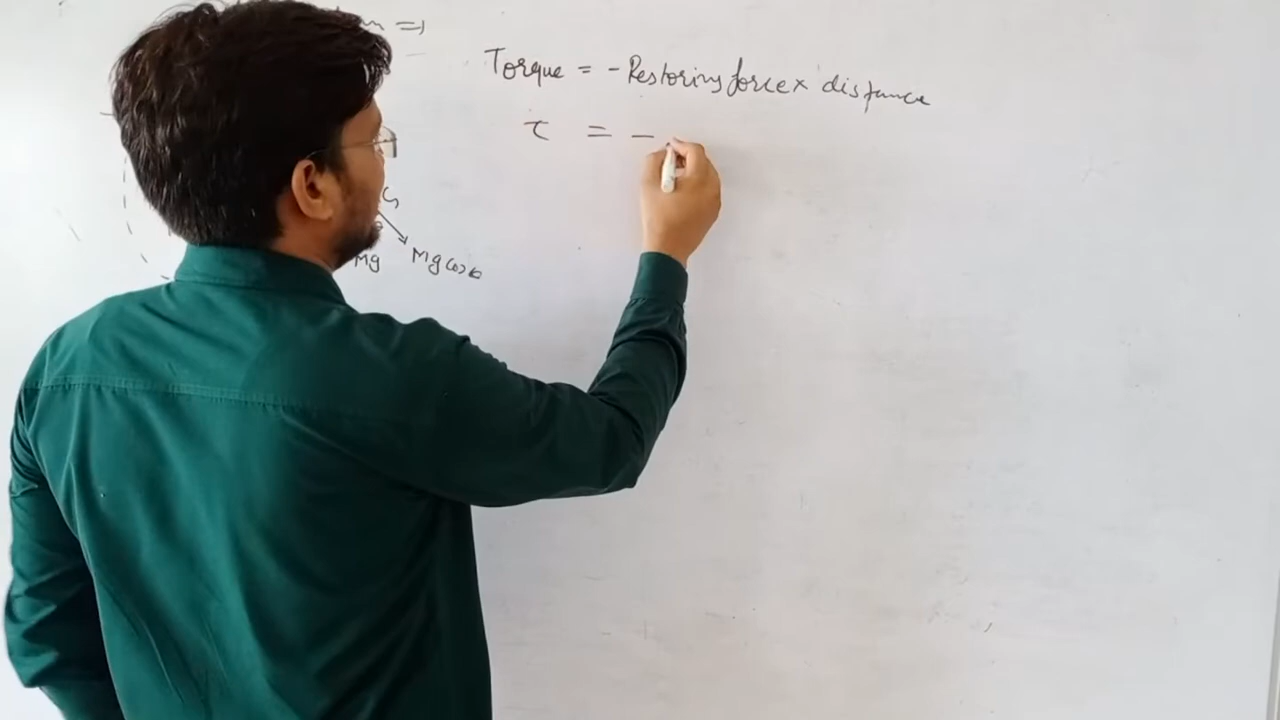 =>
Torque = - Restoring force x distance
τ = -
G
Mg
Mg cosθ